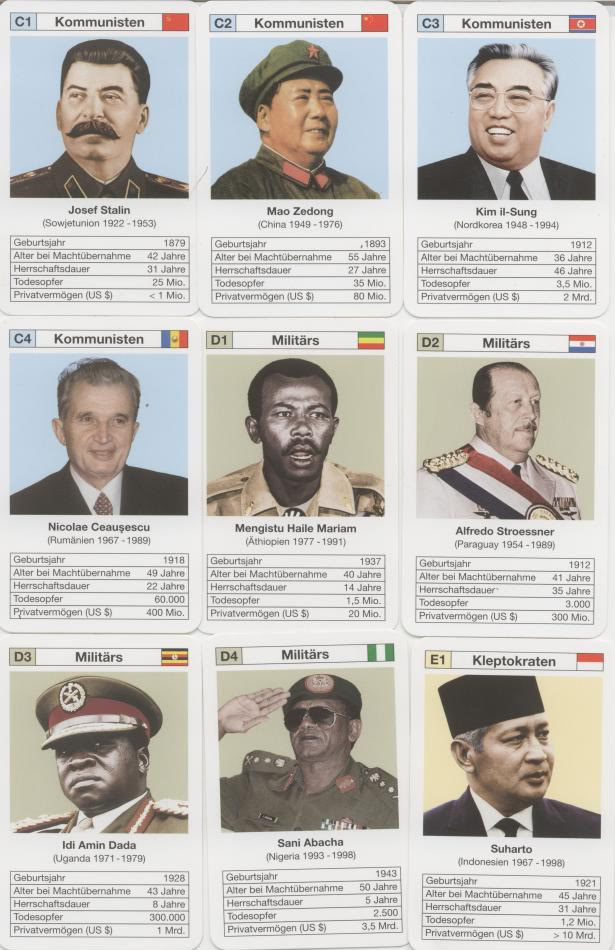 C1 Kommunisten
Josef Stalin
(Sowjetunion 1922 - 1953)
Geburtsjahr 1879
Alter bei Machtübernahme 42 Jahre
Herrschaftsdauer 31 Jahre
Todesopfer 25 Mio.
Privatvermögen (US $) < 1 Mio.
C2 Kommunisten
Mao Zedong
(China 1949 - 1976)
Geburtsjahr 1893
Alter bei Machtübernahme 55 Jahre
Herrschaftsdauer 27 Jahre
Todesopfer 35 Mio.
Privatvermögen (US $) 80 Mio.
C3 Kommunisten
Kim il-Sung
(Nordkorea 1948 - 1994)
Geburtsjahr 1912
Alter bei Machtübernahme 36 Jahre
Herrschaftsdauer 46 Jahre
Todesopfer 3,5 Mio.
Privatvermögen (US $) 2 Mrd.
C4 Kommunisten
Nicolae Ceauşescu
(Rumänien 1967 - 1989)
Geburtsjahr 1918
Alter bei Machtübernahme 49 Jahre
Herrschaftsdauer 22 Jahre
Todesopfer 60.000
Privatvermögen (US $) 400 Mio.
D1 Militärs
Mengistu Haile Mariam
(Äthiopien 1977 - 1991)
Geburtsjahr 1937
Alter bei Machtübernahme 40 Jahre
Herrschaftsdauer 14 Jahre
Todesopfer 1,5 Mio.
Privatvermögen (US $) 20 Mio.
D2 Militärs
Alfredo Stroessner
(Paraguay 1954 - 1989)
Geburtsjahr 1912
Alter bei Machtübernahme 41 Jahre
Herrschaftsdauer 35 Jahre
Todesopfer 3.000
Privatvermögen (US $) 300 Mio.
D3 Militärs
Idi Amin Dada
(Uganda 1971 - 1979)
Geburtsjahr 1928
Alter bei Machtübernahme 43 Jahre
Herrschaftsdauer 8 Jahre
Todesopfer 300.000
Privatvermögen (US $) 1 Mrd.
D4 Militärs
Sani Abacha
(Nigeria 1993 - 1998)
Geburtsjahr 1943
Alter bei Machtübernahme 50 Jahre
Herrschaftsdauer 5 Jahre
Todesopfer 2.500
Privatvermögen (US $) 3,5 Mrd.
E1 Kleptokraten
Suharto
(Indonesien 1967 - 1998)
Geburtsjahr 1921
Alter bei Machtübernahme 45 Jahre
Herrschaftsdauer 31 Jahre
Todesopfer 1,2 Mio.
Privatvermögen (US $) > 10 Mrd.